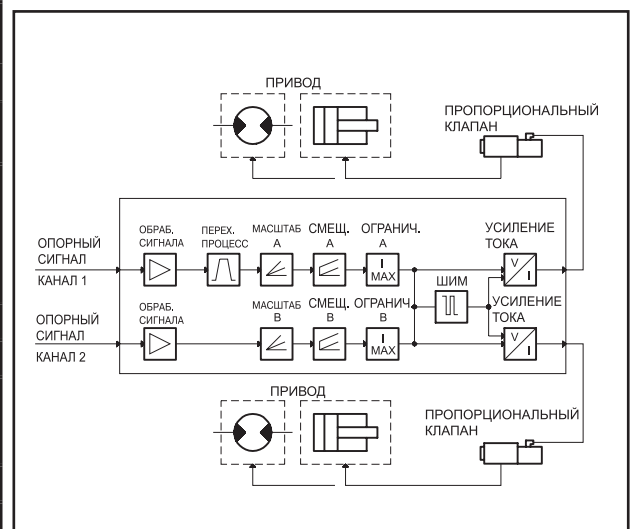 ПРИВОД
ПРОПОРЦИОНАЛЬНЫЙ
КЛАПАН
ОПОРНЫЙ
СИГНАЛ
КАНАЛ 1
ОБРАБ.
СИГНАЛА
ПЕРЕХ.
ПРОЦЕСС
МАСШТАБ
A
СМЕЩ.
A
ОГРАНИЧ.
A
I
MAX
УСИЛЕНИЕ
ТОКА
V
I
ШИМ
ОПОРНЫЙ
СИГНАЛ
КАНАЛ 2
ОБРАБ.
СИГНАЛА
МАСШТАБ
B
СМЕЩ.
B
ОГРАНИЧ.
B
I
MAX
УСИЛЕНИЕ
ТОКА
V
I
ПРИВОД
ПРОПОРЦИОНАЛЬНЫЙ
КЛАПАН